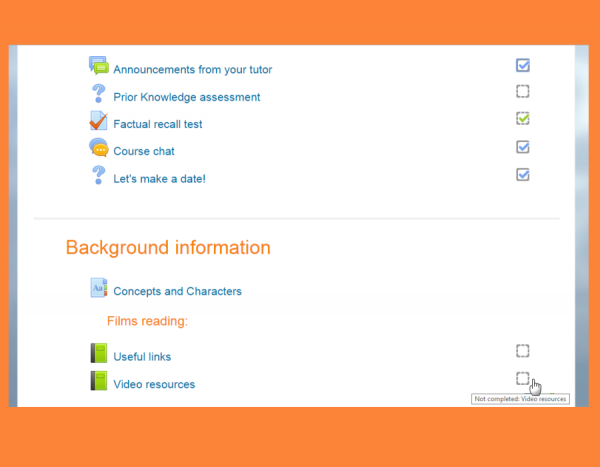 Announcements from your tutor
Prior Knowledge assessment
Factual recall test
Course chat
Let's make a date!
Background information
Aa
Concepts and Characters
Films reading:
Useful links
Video resources
Not completed: Video resources